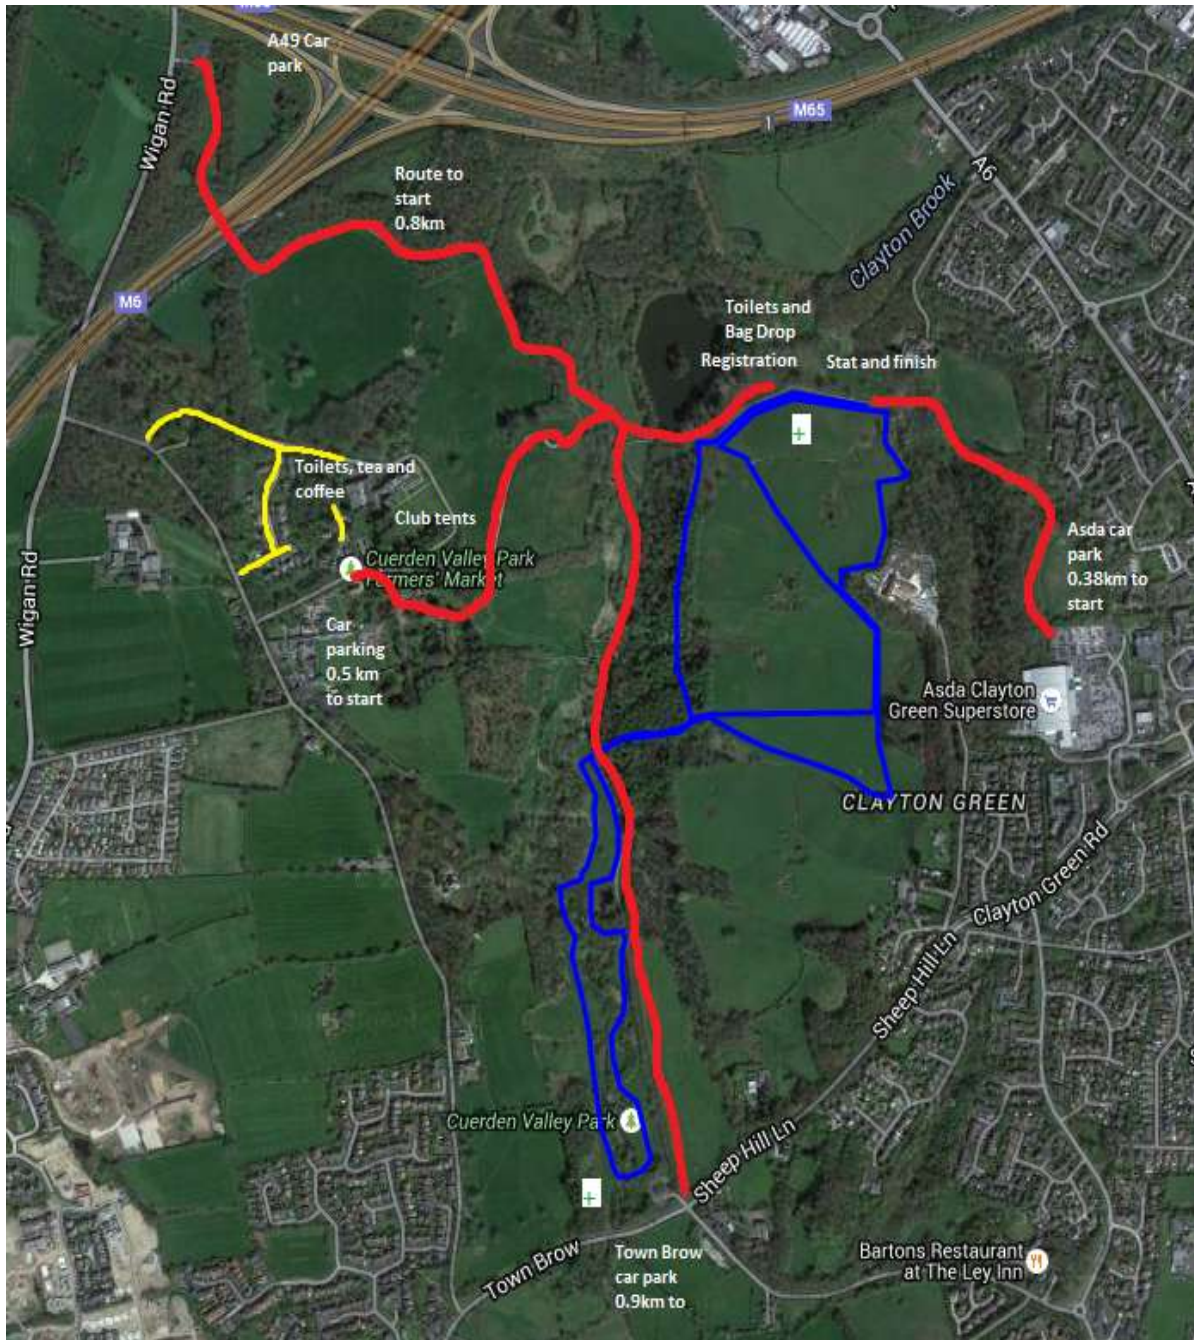 A49 Car
park
Wigan Rd
M65
A6
Route to
start
0.8km
Clayton Brook
M6
Toilets and
Bag Drop
Registration
Stat and finish
Toilets, tea and
coffee
Club tents
Cuerden Valley Park
Farmers' Market
Asda car
park
0.38km to
start
Wigan Rd
Car
parking
0.5 km
to start
Asda Clayton
Green Superstore
CLAYTON GREEN
Clayton Green Rd
Sheep Hill Ln
Cuerden Valley Park
Sheep Hill Ln
Town Brow
Town Brow
car park
0.9km to
Bartons Restaurant
at The Ley Inn